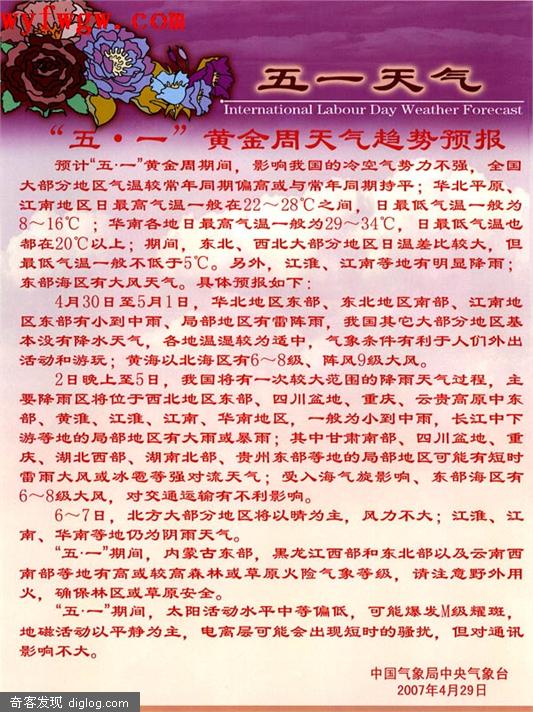 www.wyfwgw.com
五一天气
International Labour Day Weather Forecast
“五·一”黄金周天气趋势预报
预计“五·一”黄金周期间，影响我国的冷空气势力不强，全国
大部分地区气温较常年同期偏高或与常年同期持平；华北平原、
江南地区日最高气温一般在22～28℃之间，日最低气温一般为
8～16℃ ；华南各地日最高气温一般为29～34℃，日最低气温也
都在20℃以上；期间，东北、西北大部分地区日温差比较大，但
最低气温一般不低于5℃。另外，江淮、江南等地有明显降雨；
东部海区有大风天气。具体预报如下：
4月30日至5月1日，华北地区东部、东北地区南部、江南地
区东部有小到中雨、局部地区有雷阵雨，我国其它大部分地区基
本没有降水天气，各地温湿较为适中，气象条件有利于人们外出
活动和游玩；黄海以北海区有6～8级、阵风9级大风。
2日晚上至5日，我国将有一次较大范围的降雨天气过程，主
要降雨区将位于西北地区东部、四川盆地、重庆、云贵高原中东
部、黄淮、江淮、江南、华南地区，一般为小到中雨，长江中下
游等地的局部地区有大雨或暴雨；其中甘肃南部、四川盆地、重
庆、湖北西部、湖南北部、贵州东部等地的局部地区可能有短时
雷雨大风或冰雹等强对流天气；受入海气旋影响、东部海区有
6～8级大风，对交通运输有不利影响。
6～7日，北方大部分地区将以晴为主，风力不大；江淮、江
南、华南等地仍为阴雨天气。
“五·一”期间，内蒙古东部，黑龙江西部和东北部以及云南西
南部等地有高或较高森林或草原火险气象等级，请注意野外用
火，确保林区或草原安全。
“五·一”期间，太阳活动水平中等偏低，可能爆发M级耀斑，
地磁活动以平静为主，电离层可能会出现短时的骚扰，但对通讯
影响不大。
中国气象局中央气象台
2007年4月29日
奇客发现 diglog.com